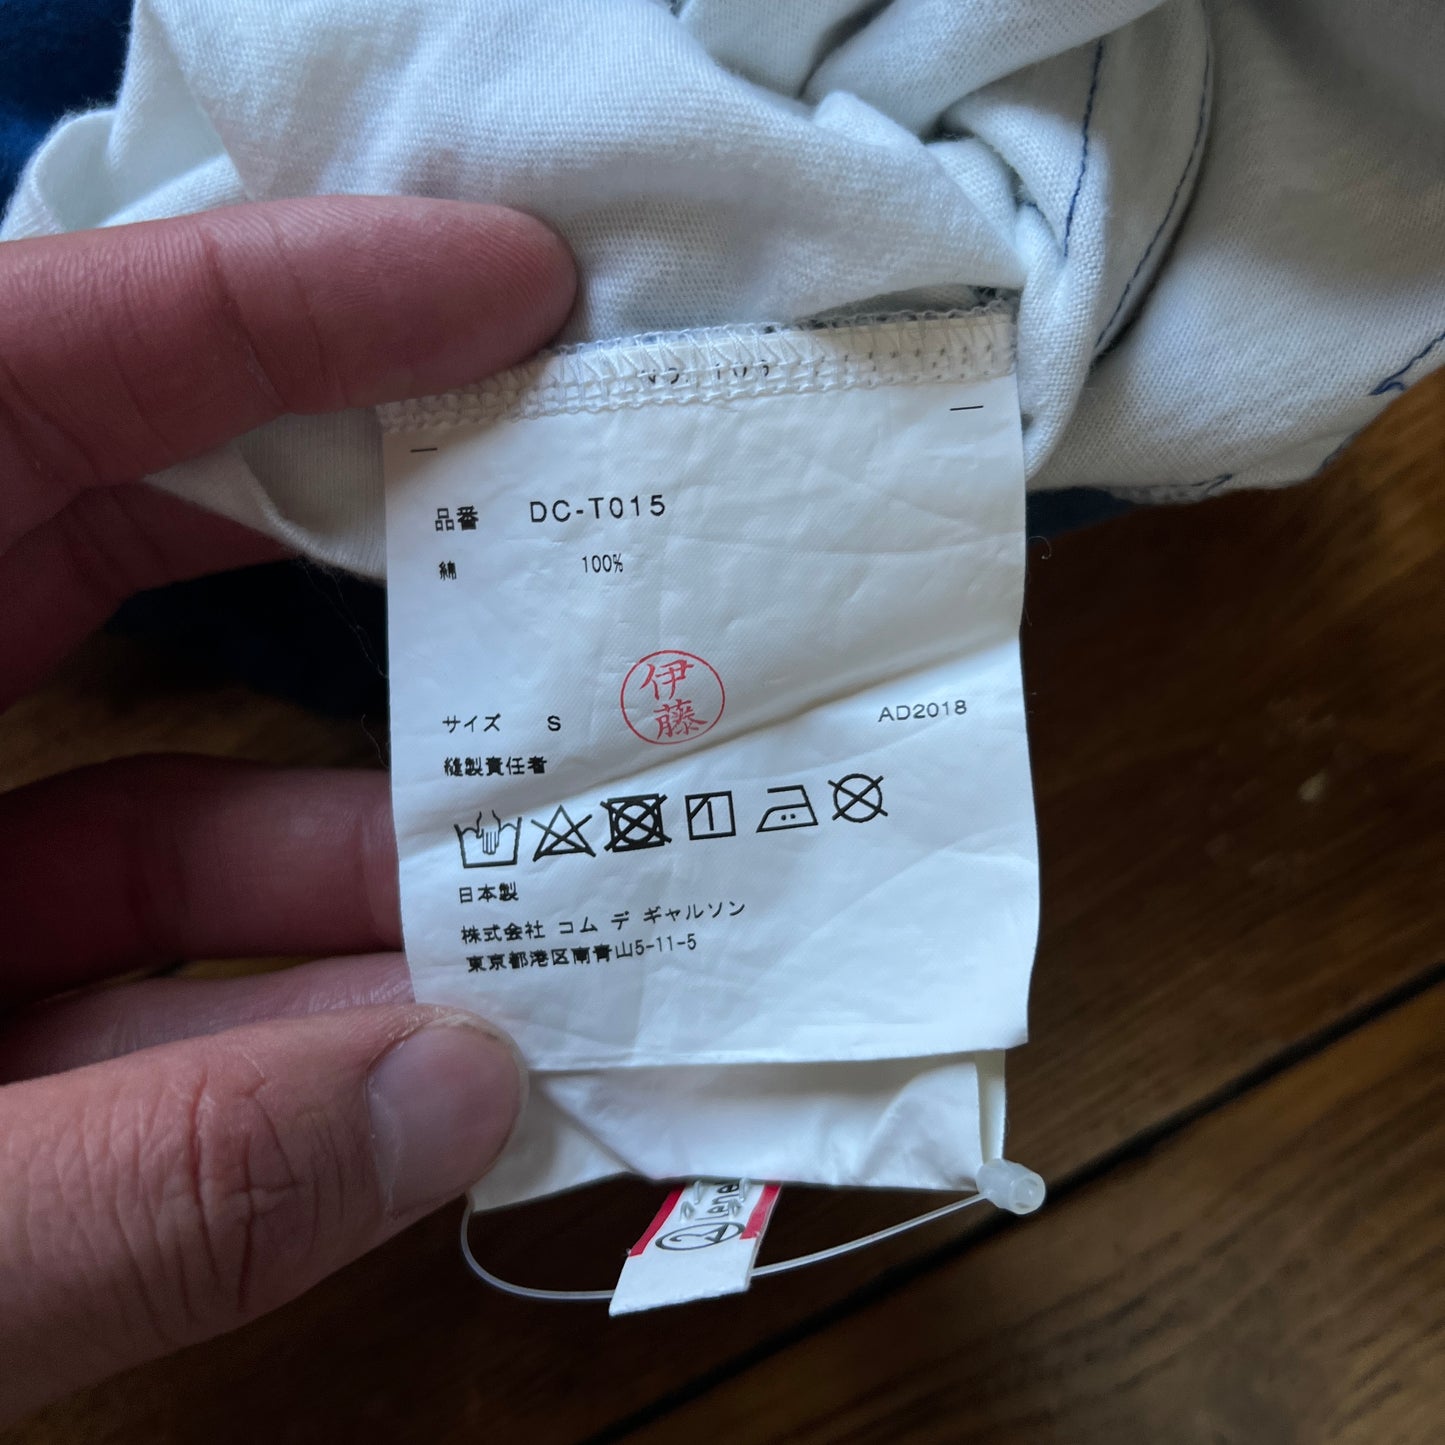 品番 DC-T015
綿 100%
伊藤
サイズ S
AD2018
縫製責任者
日本製
株式会社 コム デ ギャルソン
東京都港区南青山5-11-5